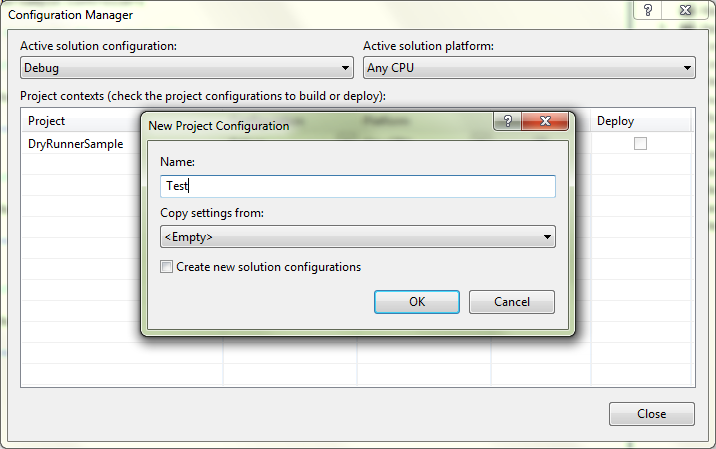 Configuration Manager
Active solution configuration:
Active solution platform:
Debug
Any CPU
Project contexts (check the project configurations to build or deploy):
Project
Deploy
DryRunnerSample
New Project Configuration
Name:
Test
Copy settings from:
<Empty>
Create new solution configurations
OK
Cancel
Close